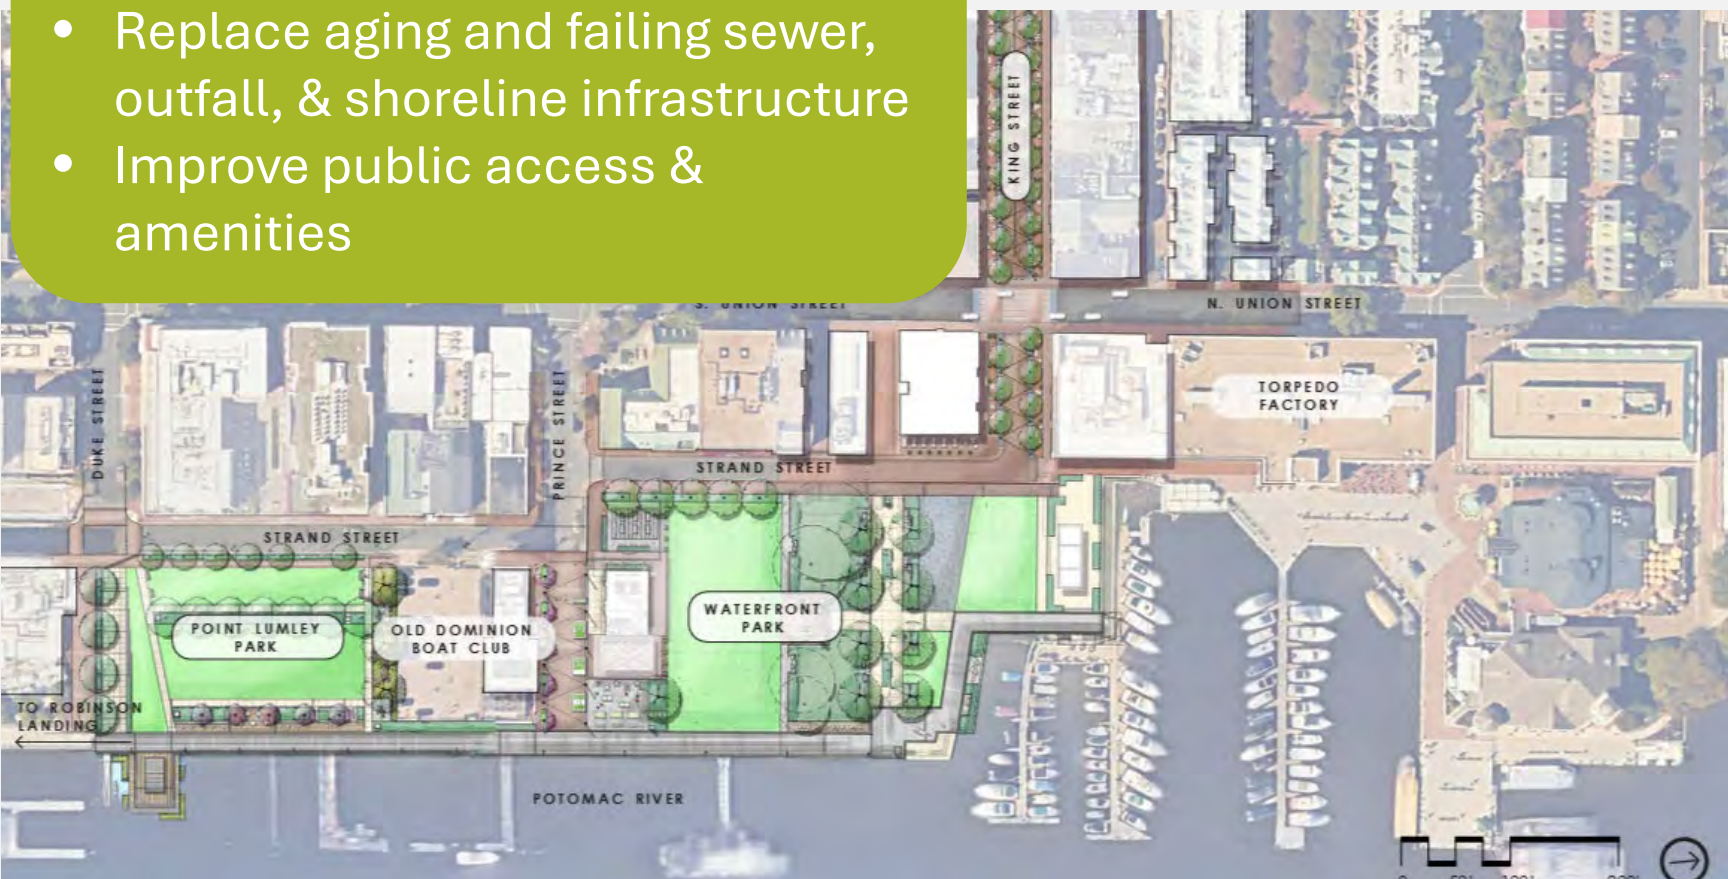 • Replace aging and failing sewer,
outfall, & shoreline infrastructure
• Improve public access &
amenities
KING STREET
S. UNION STREET
N. UNION STREET
DUKE STREET
PRINCE STREET
TORPEDO
FACTORY
STRAND STREET
STRAND STREET
POINT LUMLEY
PARK
OLD DOMINION
BOAT CLUB
WATERFRONT
PARK
TO ROBINSON
LANDING
POTOMAC RIVER